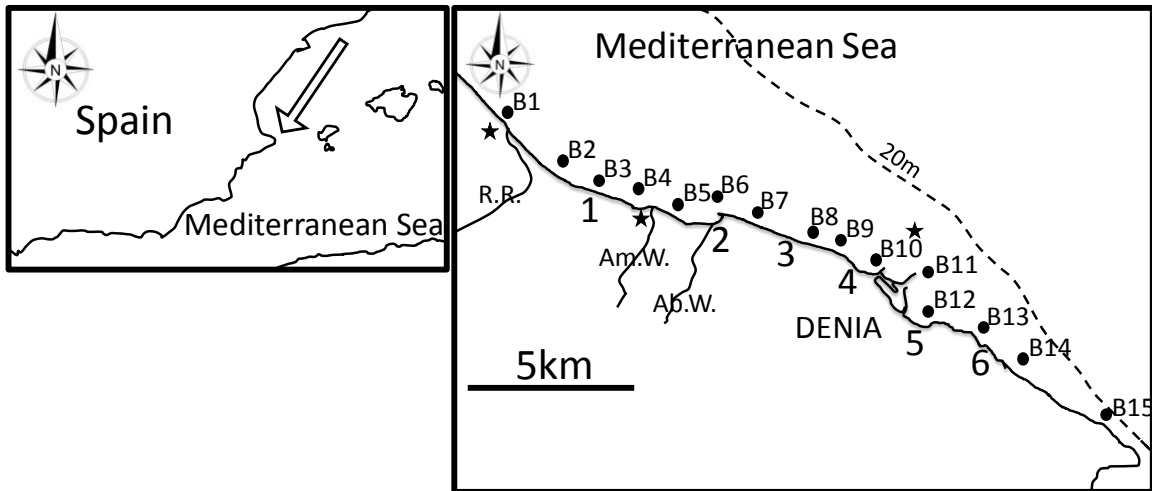 N
Spain
Mediterranean Sea
N
Mediterranean Sea
20m
B1
B2
B3
B4
B5
B6
B7
B8
B9
B10
B11
B12
B13
B14
B15
R.R.
Am.W.
Ab.W.
1
2
3
4
5
6
DENIA
5km